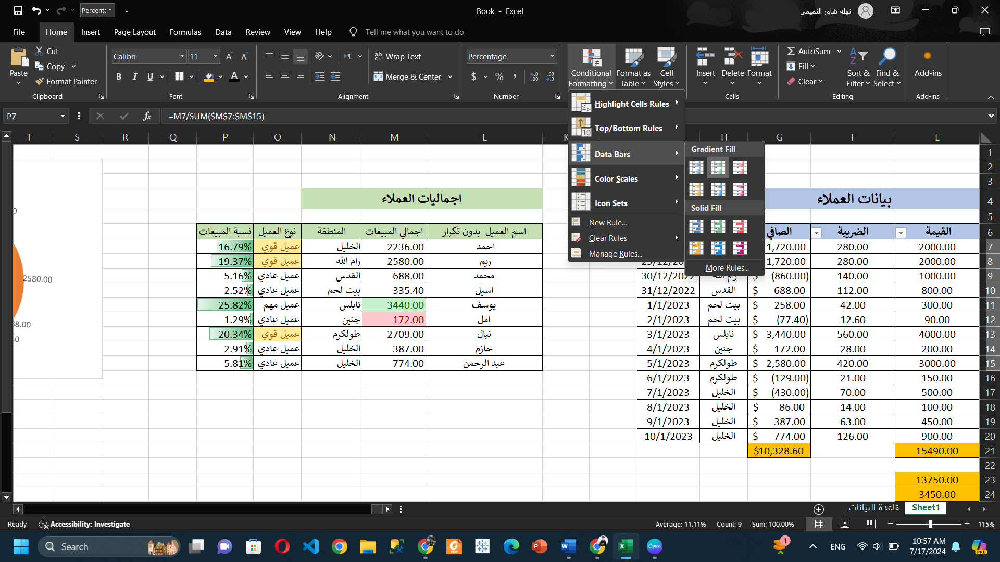 Percenta
Book - Excel
نهلة شاور التميمي
File Home Insert Page Layout Formulas Data Review View Help Tell me what you want to do
Paste
Cut
Copy
Format Painter
Clipboard
Calibri 11
B I U
Font
Wrap Text
Merge & Center
Alignment
Percentage
$ % ,
Number
Conditional Formatting
Format as Table
Cell Styles
Insert Delete Format
Cells
AutoSum
Fill
Clear
Sort & Filter
Find & Select
Editing
Add-ins
Add-ins
P7
fx
=M7/SUM($M$7:$M$15)
Highlight Cells Rules
Top/Bottom Rules
Data Bars
Color Scales
Icon Sets
New Rule...
Clear Rules
Manage Rules...
Gradient Fill
Solid Fill
More Rules...
T S R Q P O N M L K H G F E
1
2
3
4
5
6
7
8
9
10
11
12
13
14
15
16
17
18
19
20
21
22
23
24
2580.00
اجماليات العملاء
اسم العميل بدون تكرار اجمالي المبيعات المنطقة نوع العميل نسبة المبيعات
احمد 2236.00 الخليل عميل قوي 16.79%
ريم 2580.00 رام الله عميل قوي 19.37%
محمد 688.00 القدس عميل عادي 5.16%
اسيل 335.40 بيت لحم عميل عادي 2.52%
يوسف 3440.00 نابلس عميل مهم 25.82%
امل 172.00 جنين عميل عادي 1.29%
نبال 2709.00 طولكرم عميل قوي 20.34%
حازم 387.00 الخليل عميل عادي 2.91%
عبد الرحمن 774.00 الخليل عميل عادي 5.81%
بيانات العملاء
القيمة الضريبة الصافي
2000.00 280.00 1,720.00
2000.00 280.00 1,720.00
1000.00 140.00 $ (860.00) رام الله 30/12/2022
800.00 112.00 $ 688.00 القدس 31/12/2022
300.00 42.00 $ 258.00 بيت لحم 1/1/2023
90.00 12.60 $ (77.40) بيت لحم 2/1/2023
4000.00 560.00 $ 3,440.00 نابلس 3/1/2023
200.00 28.00 $ 172.00 جنين 4/1/2023
3000.00 420.00 $ 2,580.00 طولكرم 5/1/2023
150.00 21.00 $ (129.00) طولكرم 6/1/2023
500.00 70.00 $ (430.00) الخليل 7/1/2023
100.00 14.00 $ 86.00 الخليل 8/1/2023
450.00 63.00 $ 387.00 الخليل 9/1/2023
900.00 126.00 $ 774.00 الخليل 10/1/2023
15490.00 $10,328.60
13750.00
3450.00
قاعدة البيانات Sheet1
Ready Accessibility: Investigate Average: 11.11% Count: 9 Sum: 100.00% 115%
Search
Canva
PDF
1
ENG
10:57 AM
7/17/2024
PRE